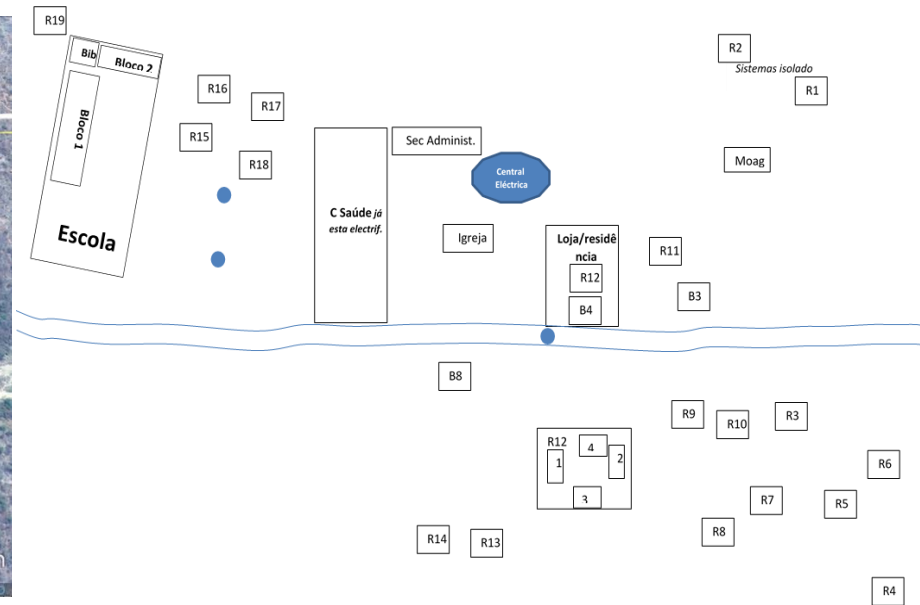 R19
Bib
Bloco 2
Bloco 1
Escola
R16
R17
R15
R18
C Saúde já
esta electrif.
Sec Administ.
Central
Eléctrica
Igreja
Loja/residê
ncia
R12
B4
R2
Sistemas isolado
R1
Moag
R11
B3
B8
R9
R10
R3
R12
1
4
2
3
R6
R7
R5
R8
R14
R13
R4